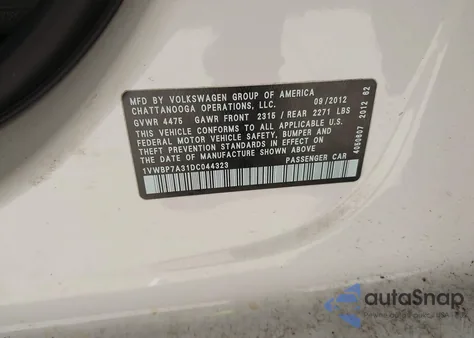 MFD BY VOLKSWAGEN GROUP OF AMERICA
CHATTANOOGA OPERATIONS, LLC. 09/2012
GVWR 4475 GAWR FRONT 2315 / REAR 2271 LBS
THIS VEHICLE CONFORMS TO ALL APPLICABLE U.S.
FEDERAL MOTOR VEHICLE SAFETY, BUMPER AND
THEFT PREVENTION STANDARDS IN EFFECT ON
THE DATE OF MANUFACTURE SHOWN ABOVE.
1VWBP7A31DC044323 PASSENGER CAR
4050807 2012 62
autoSnap